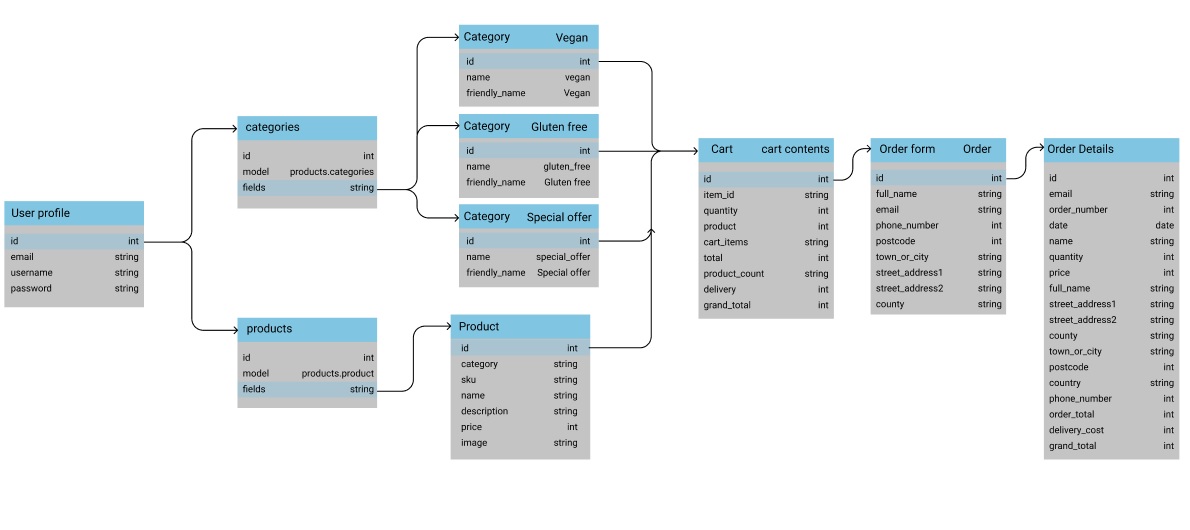 User profile
id int
email string
username string
password string
categories
id int
model products.categories
fields string
products
id int
model products.product
fields string
Category Vegan
id int
name vegan
friendly_name Vegan
Category Gluten free
id int
name gluten_free
friendly_name Gluten free
Category Special offer
id int
name special_offer
friendly_name Special offer
Product
id int
category string
sku string
name string
description string
price int
image string
Cart cart contents
id int
item_id string
quantity int
product int
cart_items string
total int
product_count string
delivery int
grand_total int
Order form Order
id int
full_name string
email string
phone_number int
postcode int
town_or_city string
street_address1 string
street_address2 string
county string
Order Details
id int
email string
order_number int
date date
name string
quantity int
price int
full_name string
street_address1 string
street_address2 string
county string
town_or_city string
postcode int
country string
phone_number int
order_total int
delivery_cost int
grand_total int